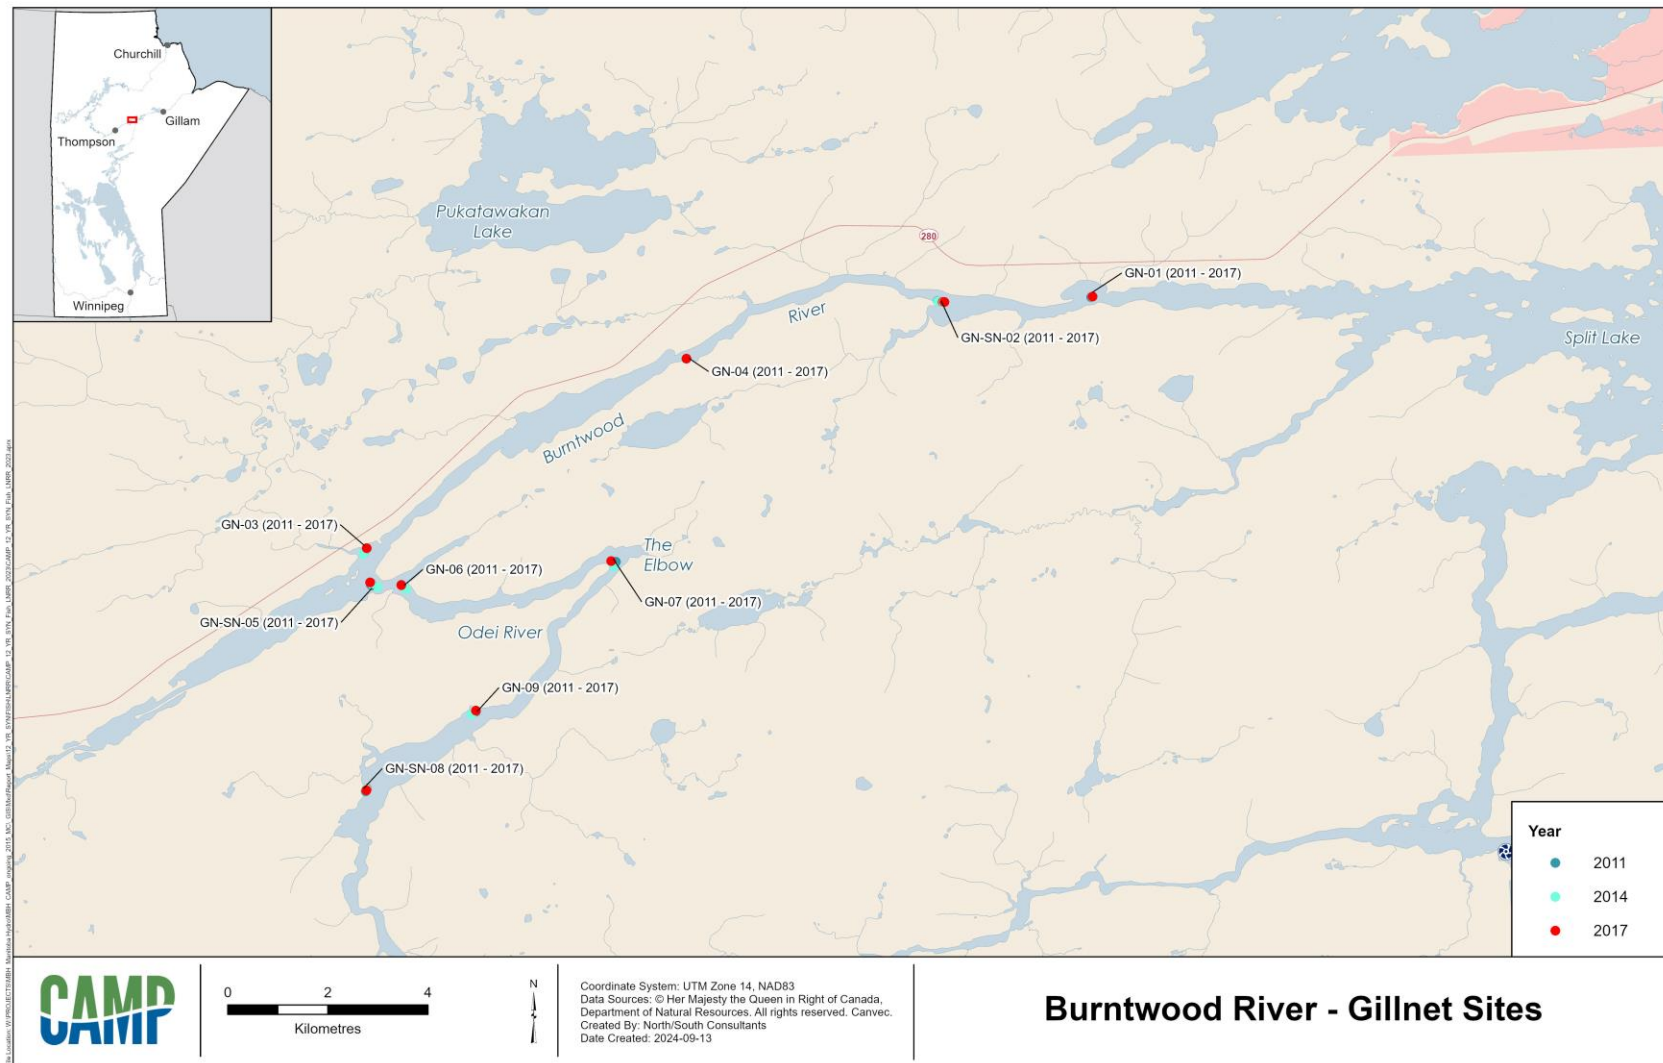 Churchill
Gillam
Thompson
Winnipeg
Pukatawakan
Lake
280
GN-01 (2011 - 2017)
River
GN-SN-02 (2011 - 2017)
Split Lake
GN-04 (2011 - 2017)
Burntwood
GN-03 (2011 - 2017)
The
Elbow
GN-06 (2011 - 2017)
GN-07 (2011 - 2017)
GN-SN-05 (2011 - 2017)
Odei River
GN-09 (2011 - 2017)
GN-SN-08 (2011 - 2017)
Year
2011
2014
2017
CAMP
0 2 4
Kilometres
N
Coordinate System: UTM Zone 14, NAD83
Data Sources: © Her Majesty the Queen in Right of Canada,
Department of Natural Resources. All rights reserved. Canvec.
Created By: North/South Consultants
Date Created: 2024-09-13
Burntwood River - Gillnet Sites